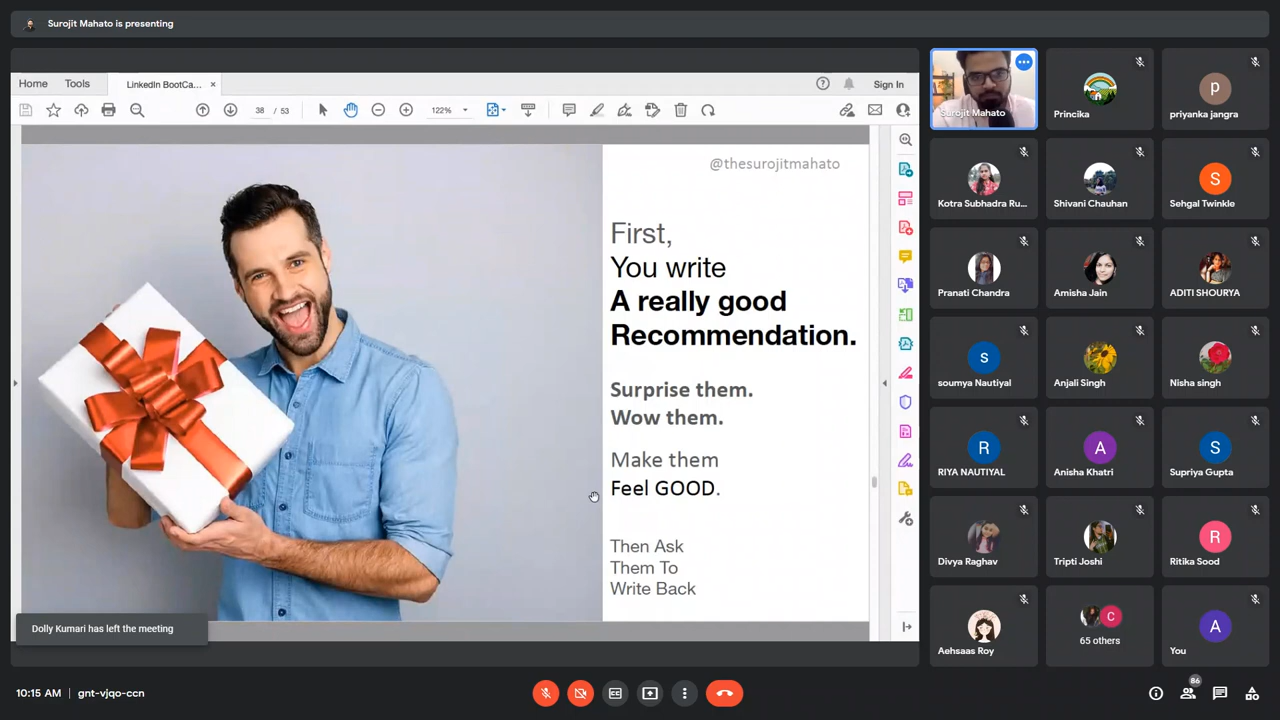 Surojit Mahato is presenting
Home
Tools
LinkedIn BootCa...
×
Sign In
38 / 53
122%
@thesurojitmahato
First,
You write
A really good
Recommendation.
Surprise them.
Wow them.
Make them
Feel GOOD.
Then Ask
Them To
Write Back
Dolly Kumari has left the meeting
Surojit Mahato
Princika
p
priyanka jangra
Kotra Subhadra Ru...
Shivani Chauhan
S
Sehgal Twinkle
Pranati Chandra
Amisha Jain
ADITI SHOURYA
s
soumya Nautiyal
Anjali Singh
Nisha singh
R
RIYA NAUTIYAL
A
Anisha Khatri
S
Supriya Gupta
Divya Raghav
Tripti Joshi
R
Ritika Sood
Aehsaas Roy
C
65 others
A
You
10:15 AM | gnt-vjqo-ccn
86